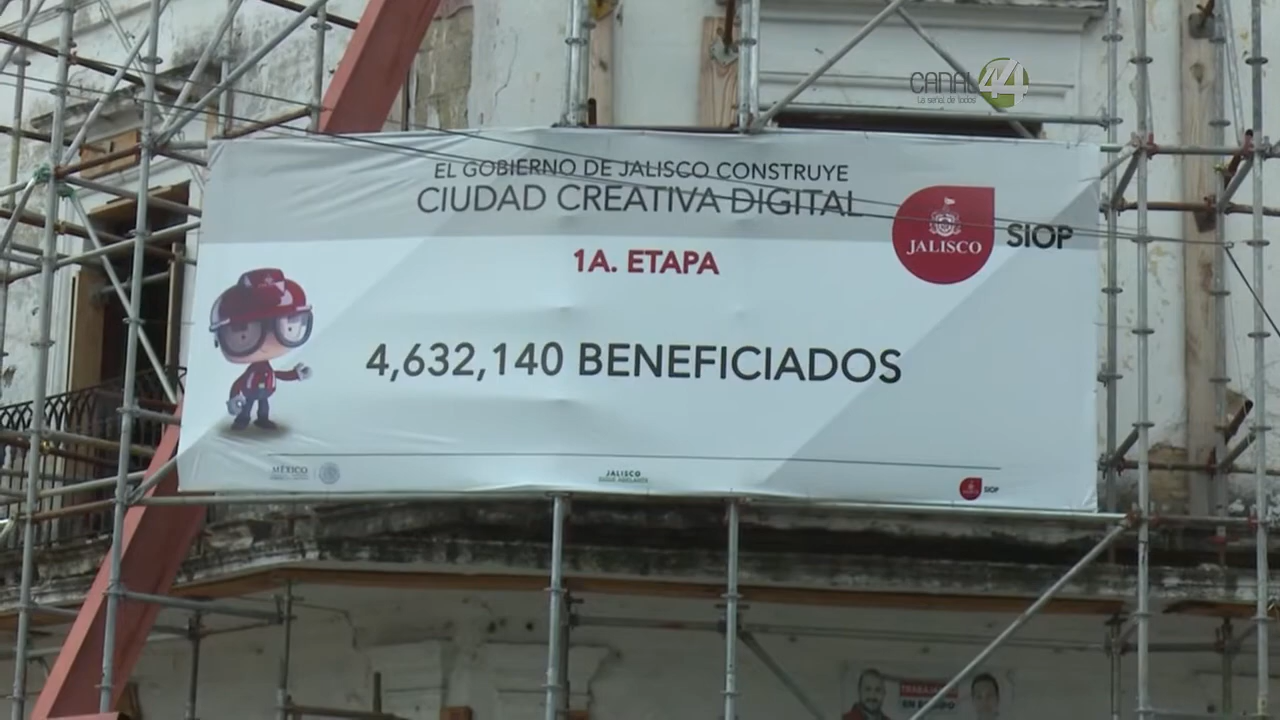 CANAL 44
La señal de todos
EL GOBIERNO DE JALISCO CONSTRUYE
CIUDAD CREATIVA DIGITAL
JALISCO
SIOP
1A. ETAPA
4,632,140 BENEFICIADOS
MÉXICO
JALISCO
SIOP